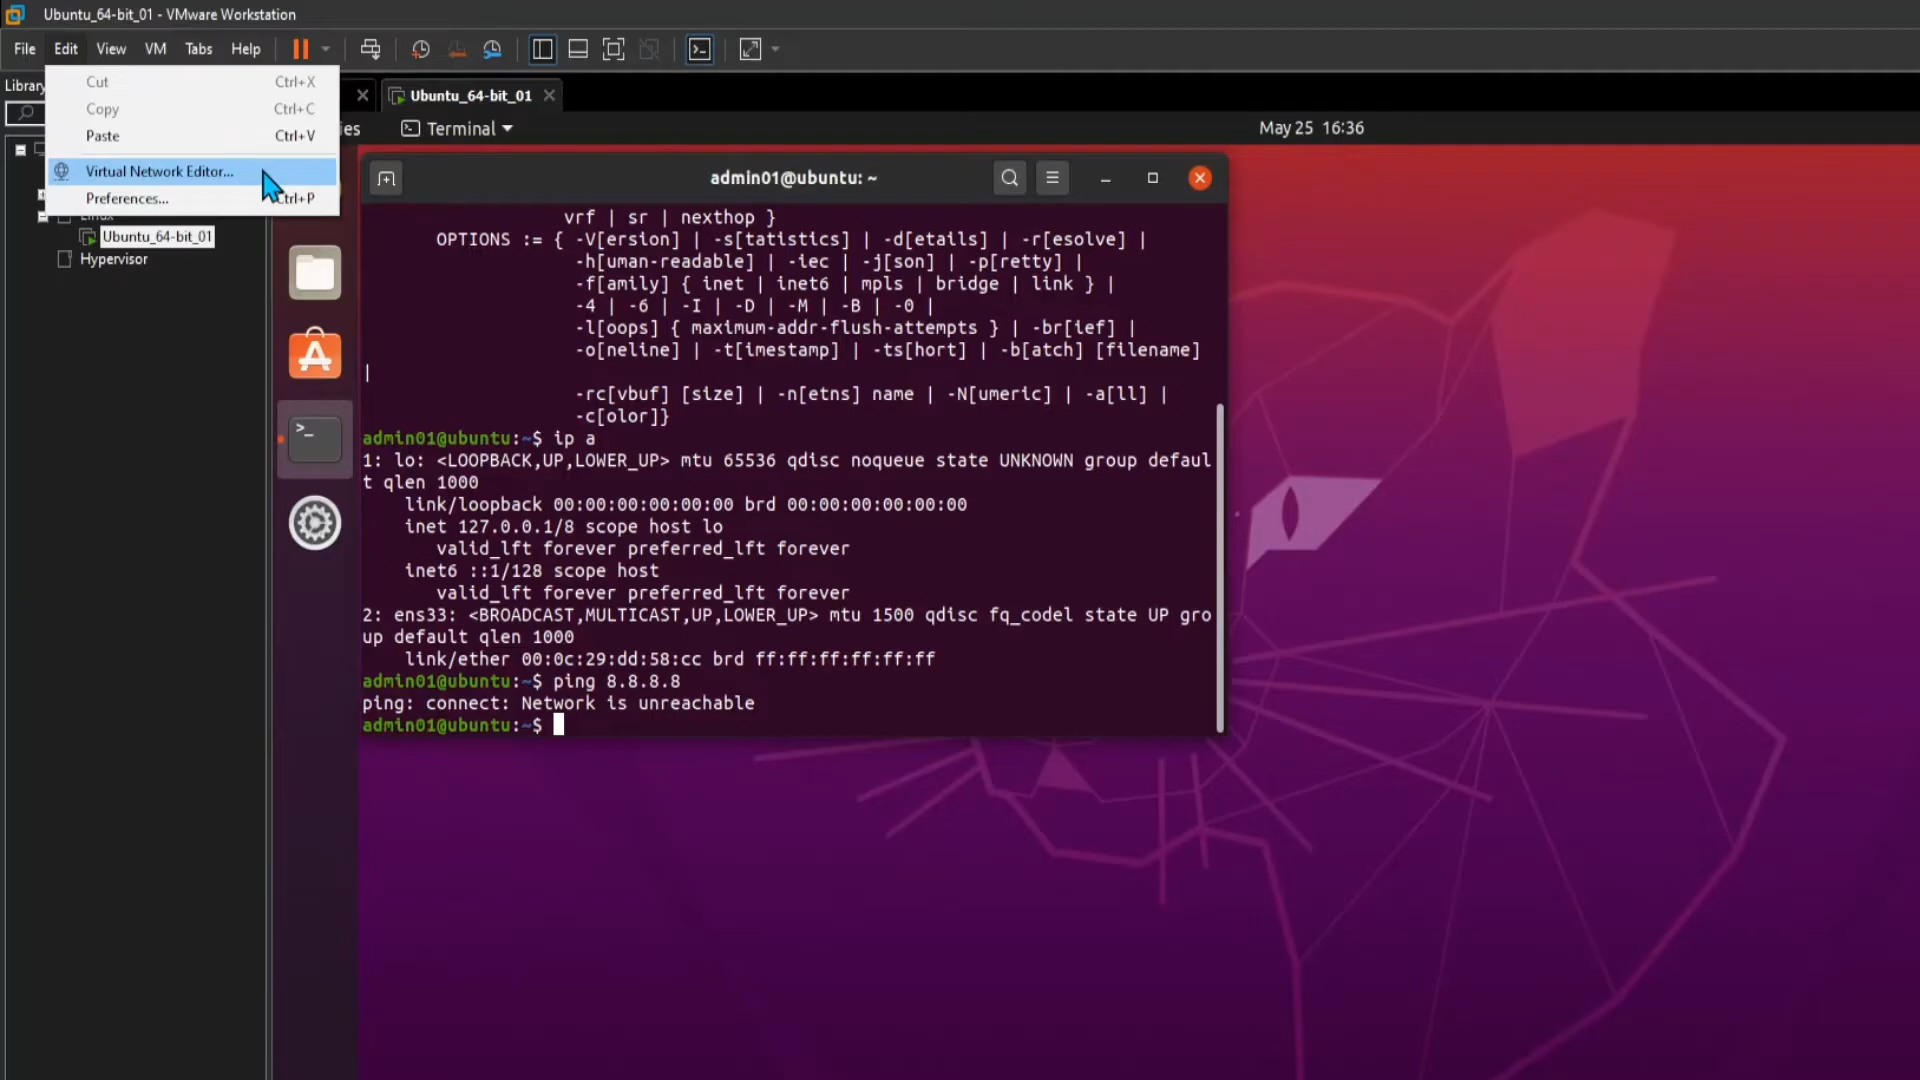 Ubuntu_64-bit_01 - VMware Workstation
File Edit View VM Tabs Help
Library
Cut Ctrl+X
Copy Ctrl+C
Paste Ctrl+V
Virtual Network Editor...
Preferences... Ctrl+P
Linux
Ubuntu_64-bit_01
Hypervisor
Ubuntu_64-bit_01
ies
Terminal
May 25 16:36
admin01@ubuntu: ~
vrf | sr | nexthop }
OPTIONS := { -V[ersion] | -s[tatistics] | -d[etails] | -r[esolve] |
-h[uman-readable] | -iec | -j[son] | -p[retty] |
-f[amily] { inet | inet6 | mpls | bridge | link } |
-4 | -6 | -I | -D | -M | -B | -0 |
-l[oops] { maximum-addr-flush-attempts } | -br[ief] |
-o[neline] | -t[imestamp] | -ts[hort] | -b[atch] [filename]
|
-rc[vbuf] [size] | -n[etns] name | -N[umeric] | -a[ll] |
-c[olor]}
admin01@ubuntu:~$ ip a
1: lo: <LOOPBACK,UP,LOWER_UP> mtu 65536 qdisc noqueue state UNKNOWN group defaul
t qlen 1000
link/loopback 00:00:00:00:00:00 brd 00:00:00:00:00:00
inet 127.0.0.1/8 scope host lo
valid_lft forever preferred_lft forever
inet6 ::1/128 scope host
valid_lft forever preferred_lft forever
2: ens33: <BROADCAST,MULTICAST,UP,LOWER_UP> mtu 1500 qdisc fq_codel state UP gro
up default qlen 1000
link/ether 00:0c:29:dd:58:cc brd ff:ff:ff:ff:ff:ff
admin01@ubuntu:~$ ping 8.8.8.8
ping: connect: Network is unreachable
admin01@ubuntu:~$